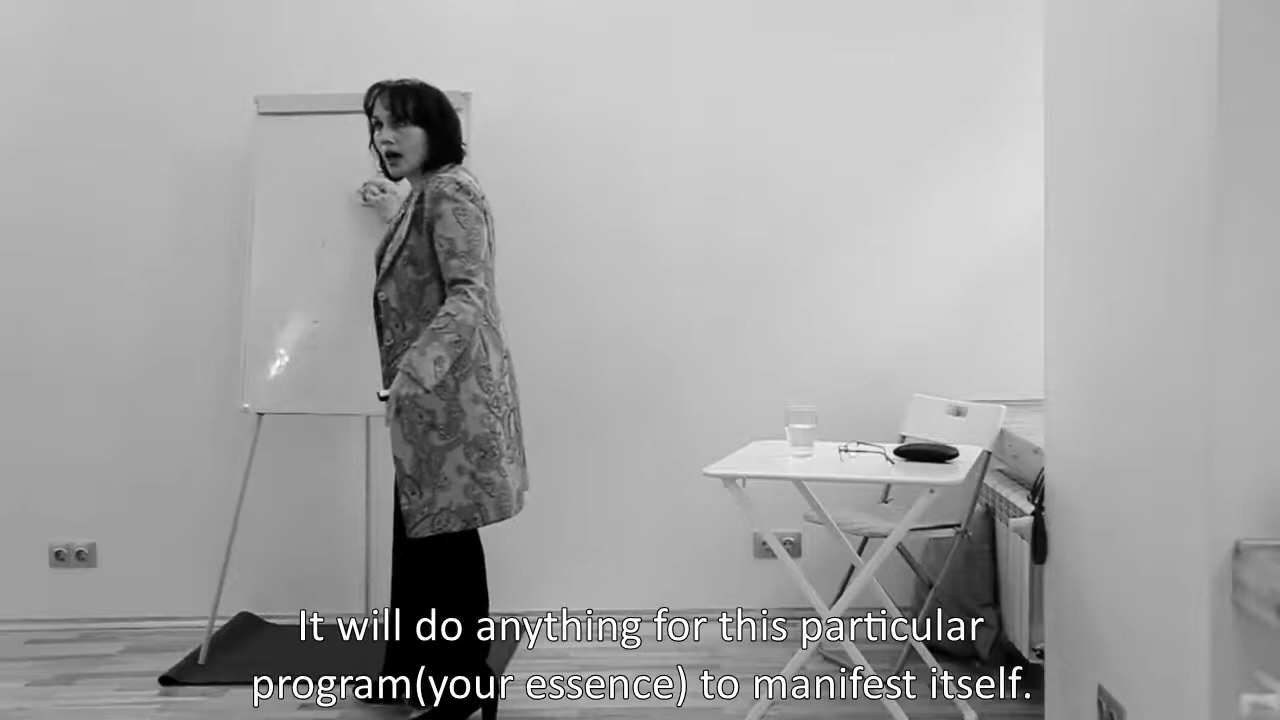 It will do anything for this particular
program(your essence) to manifest itself.